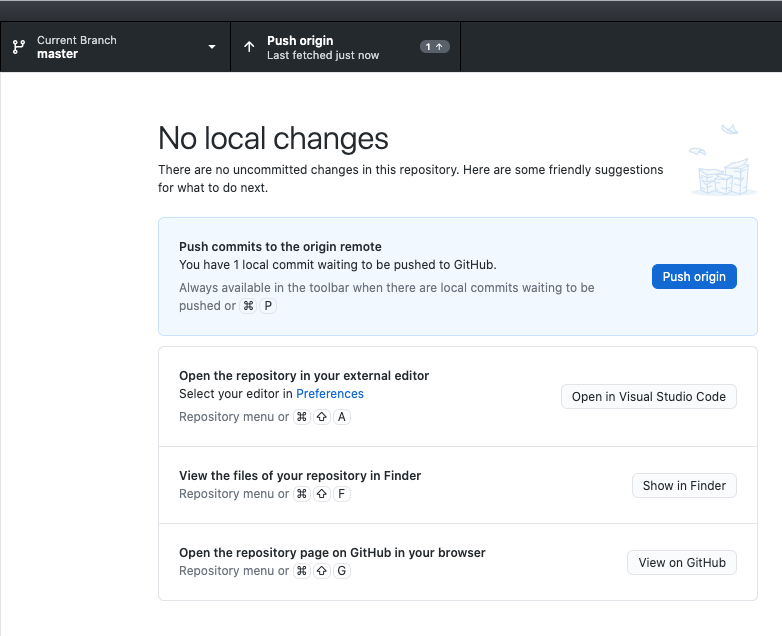 Current Branch
master
Push origin
Last fetched just now
1 ↑
No local changes
There are no uncommitted changes in this repository. Here are some friendly suggestions
for what to do next.
Push commits to the origin remote
You have 1 local commit waiting to be pushed to GitHub.
Always available in the toolbar when there are local commits waiting to be
pushed or ⌘ P
Push origin
Open the repository in your external editor
Select your editor in Preferences
Repository menu or ⌘ ⇧ A
Open in Visual Studio Code
View the files of your repository in Finder
Repository menu or ⌘ ⇧ F
Show in Finder
Open the repository page on GitHub in your browser
Repository menu or ⌘ ⇧ G
View on GitHub